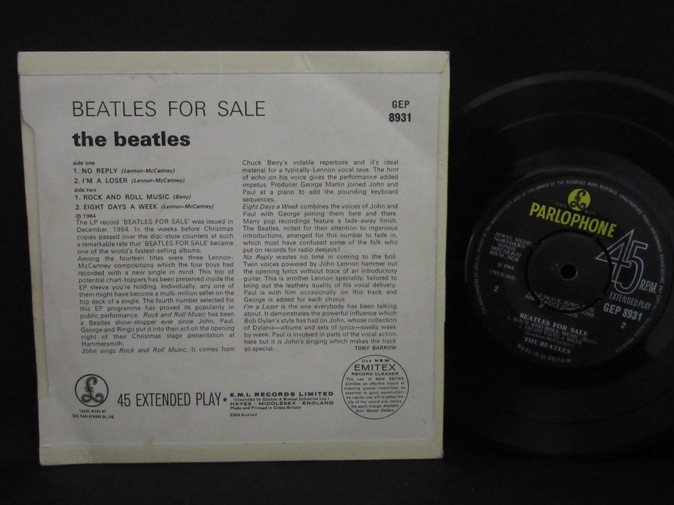 BEATLES FOR SALE
the beatles
GEP
8931
side one
1. NO REPLY (Lennon-McCartney)
2. I'M A LOSER (Lennon-McCartney)
side two
1. ROCK AND ROLL MUSIC (Berry)
2. EIGHT DAYS A WEEK (Lennon-McCartney)
℗ 1964
The LP record 'BEATLES FOR SALE' was issued in
December, 1964. In the weeks before Christmas
copies passed over the disc-store counters at such
a remarkable rate that 'BEATLES FOR SALE' became
one of the world's fastest-selling albums.
Among the fourteen titles were three Lennon-
McCartney compositions which the four boys had
recorded with a new single in mind. This trio of
potential chart-toppers has been preserved inside the
EP sleeve you're holding. Individually, any one of
them might have become a multi-million seller on the
top deck of a single. The fourth number selected for
this EP programme has proved its popularity in
public performance. Rock and Roll Music has been
a Beatles show-stopper ever since John, Paul,
George and Ringo put it into their act on the opening
night of their Christmas stage presentation at
Hammersmith.
John sings Rock and Roll Music. It comes from
Chuck Berry's volatile repertoire and it's ideal
material for a typically-Lennon vocal rave. The hint
of echo on his voice gives the performance added
impetus. Producer George Martin joined John and
Paul at a piano to add the pounding keyboard
sequences.
Eight Days a Week combines the voices of John and
Paul with George joining them here and there.
Many pop recordings feature a fade-away finish.
The Beatles, noted for their attention to ingenious
introductions, arranged for this number to fade in,
which must have confused some of the folk who
put on records for radio deejays!
No Reply wastes no time in coming to the boil.
Twin voices powered by John Lennon hammer out
the opening lyrics without trace of an introductory
guitar. This is another Lennon speciality, tailored to
bring out the leathery quality of his vocal delivery.
Paul is with him occasionally on this track and
George is added for each chorus.
I'm a Loser is the one everybody has been talking
about. It demonstrates the powerful influence which
Bob Dylan's style has had on John, whose collection
of Dylania—albums and sets of lyrics—swells week
by week. Paul is involved in parts of the vocal action
here but it is John's singing which makes the track
so special.
- TONY BARROW
TRADE MARK OF
THE PARLOPHONE Co. LTD.
45 EXTENDED PLAY •
E.M.I. RECORDS LIMITED
HAYES · MIDDLESEX · ENGLAND
Made and Printed in Great Britain
Use NEW
EMITEX
RECORD CLEANER
PARLOPHONE
45 RPM
EXTENDED PLAY
GEP 8931
2
2
BEATLES FOR SALE
THE BEATLES